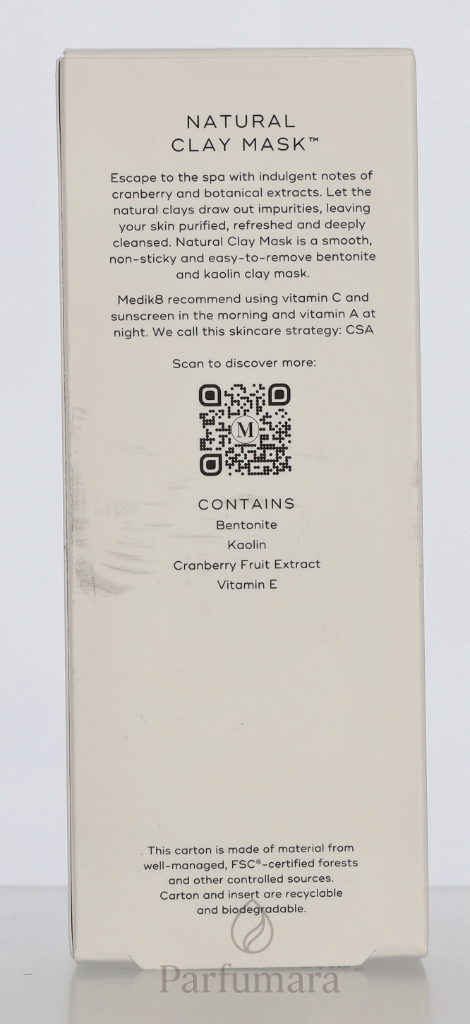 NATURAL
CLAY MASK™
Escape to the spa with indulgent notes of
cranberry and botanical extracts. Let the
natural clays draw out impurities, leaving
your skin purified, refreshed and deeply
cleansed. Natural Clay Mask is a smooth,
non-sticky and easy-to-remove bentonite
and kaolin clay mask.
Medik8 recommend using vitamin C and
sunscreen in the morning and vitamin A at
night. We call this skincare strategy: CSA
Scan to discover more:
M
CONTAINS
Bentonite
Kaolin
Cranberry Fruit Extract
Vitamin E
This carton is made of material from
well-managed, FSC®-certified forests
and other controlled sources.
Carton and insert are recyclable
and biodegradable.
Parfumara